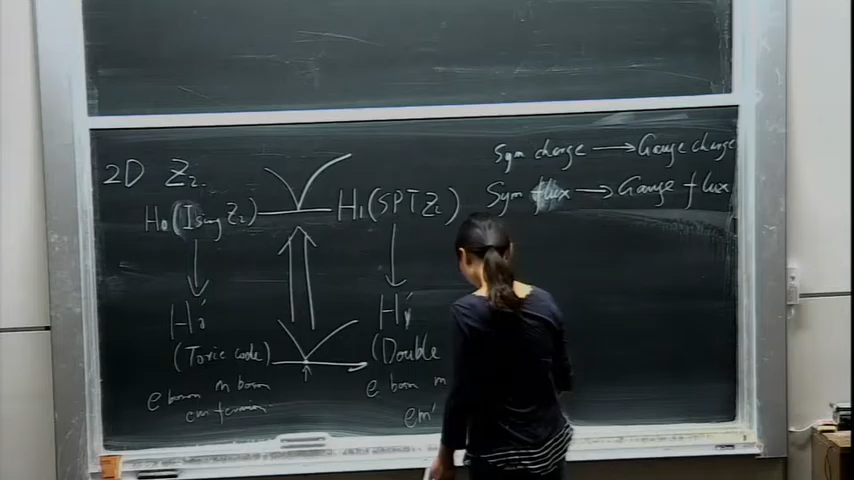 2D Z₂
Sym charge → Gauge charge
Sym flux → Gauge flux
H₀ (Ising Z₂)
H₁ (SPT Z₂)
H₀'
H₁'
(Toric code)
(Double
e boson m boson
em fermion
e boson m
em'